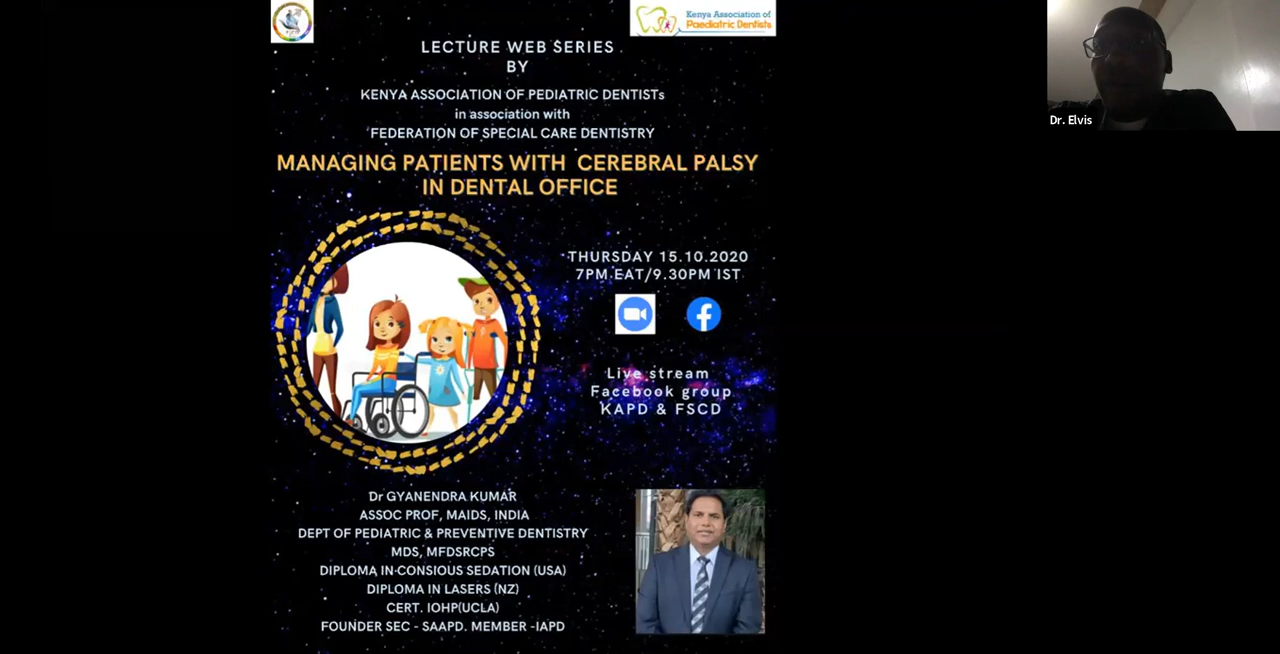 Kenya Association of
Paediatric Dentists
LECTURE WEB SERIES
BY
KENYA ASSOCIATION OF PEDIATRIC DENTISTs
in association with
FEDERATION OF SPECIAL CARE DENTISTRY
MANAGING PATIENTS WITH CEREBRAL PALSY
IN DENTAL OFFICE
THURSDAY 15.10.2020
7PM EAT/9.30PM IST
Live stream
Facebook group
KAPD & FSCD
Dr GYANENDRA KUMAR
ASSOC PROF, MAIDS, INDIA
DEPT OF PEDIATRIC & PREVENTIVE DENTISTRY
MDS, MFDSRCPS
DIPLOMA IN CONSIOUS SEDATION (USA)
DIPLOMA IN LASERS (NZ)
CERT. IOHP(UCLA)
FOUNDER SEC - SAAPD. MEMBER -IAPD
Dr. Elvis